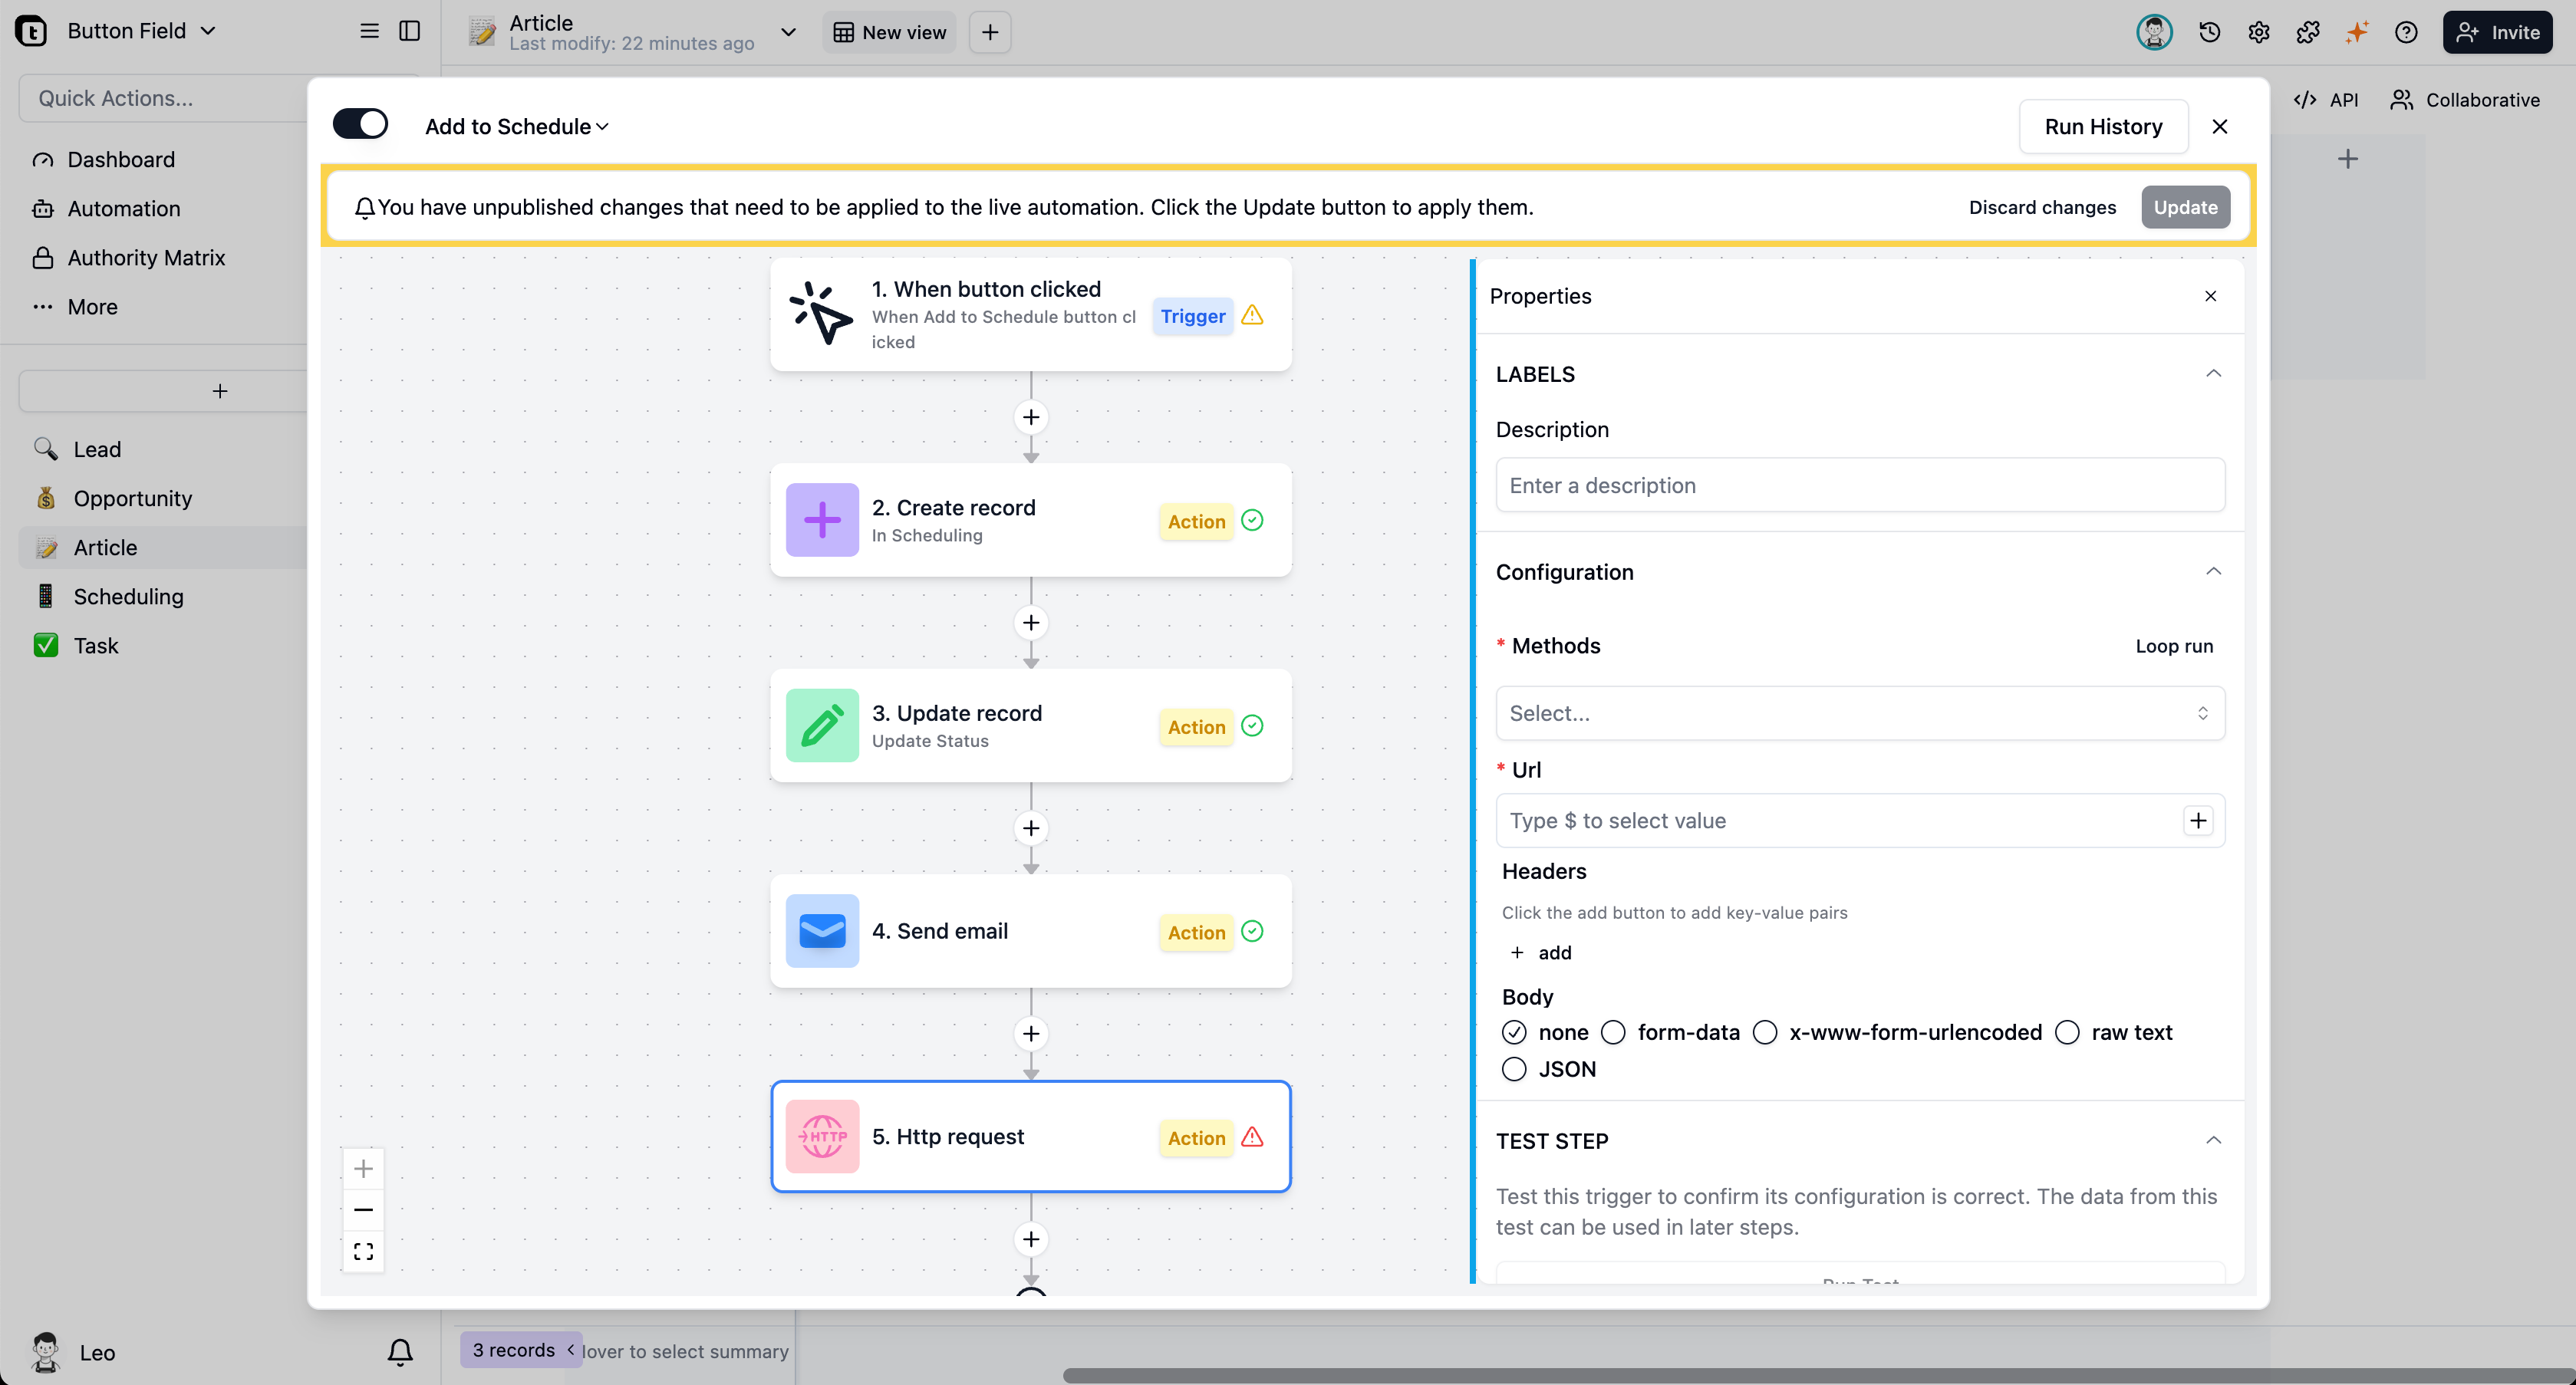 Button Field
Article
Last modify: 22 minutes ago
New view
Invite
Quick Actions...
API
Collaborative
Dashboard
Automation
Authority Matrix
More
Lead
Opportunity
Article
Scheduling
Task
Leo
Add to Schedule
Run History
You have unpublished changes that need to be applied to the live automation. Click the Update button to apply them.
Discard changes
Update
1. When button clicked
When Add to Schedule button cl
icked
Trigger
2. Create record
In Scheduling
Action
3. Update record
Update Status
Action
4. Send email
Action
HTTP
5. Http request
Action
Properties
LABELS
Description
Enter a description
Configuration
* Methods
Loop run
Select...
* Url
Type $ to select value
Headers
Click the add button to add key-value pairs
+ add
Body
none
form-data
x-www-form-urlencoded
raw text
JSON
TEST STEP
Test this trigger to confirm its configuration is correct. The data from this
test can be used in later steps.
Run Test
3 records
to select summary